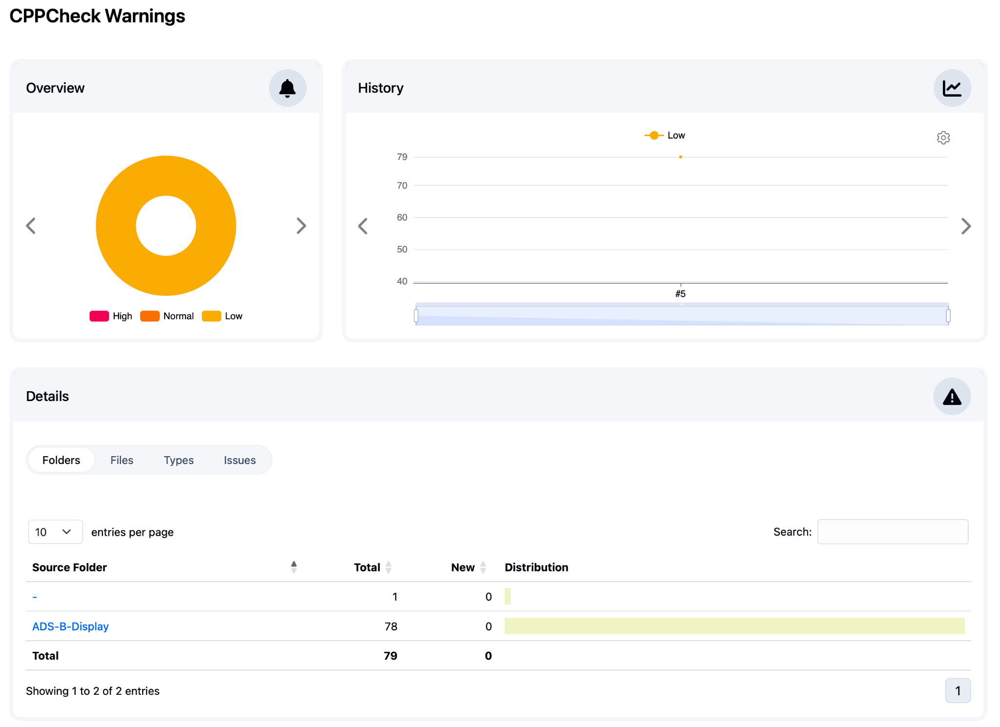 CPPCheck Warnings
Overview
History
Low
79
70
60
50
40
#5
High Normal Low
Details
Folders Files Types Issues
10 entries per page Search:
Source Folder Total New Distribution
- 1 0
ADS-B-Display 78 0
Total 79 0
Showing 1 to 2 of 2 entries
1